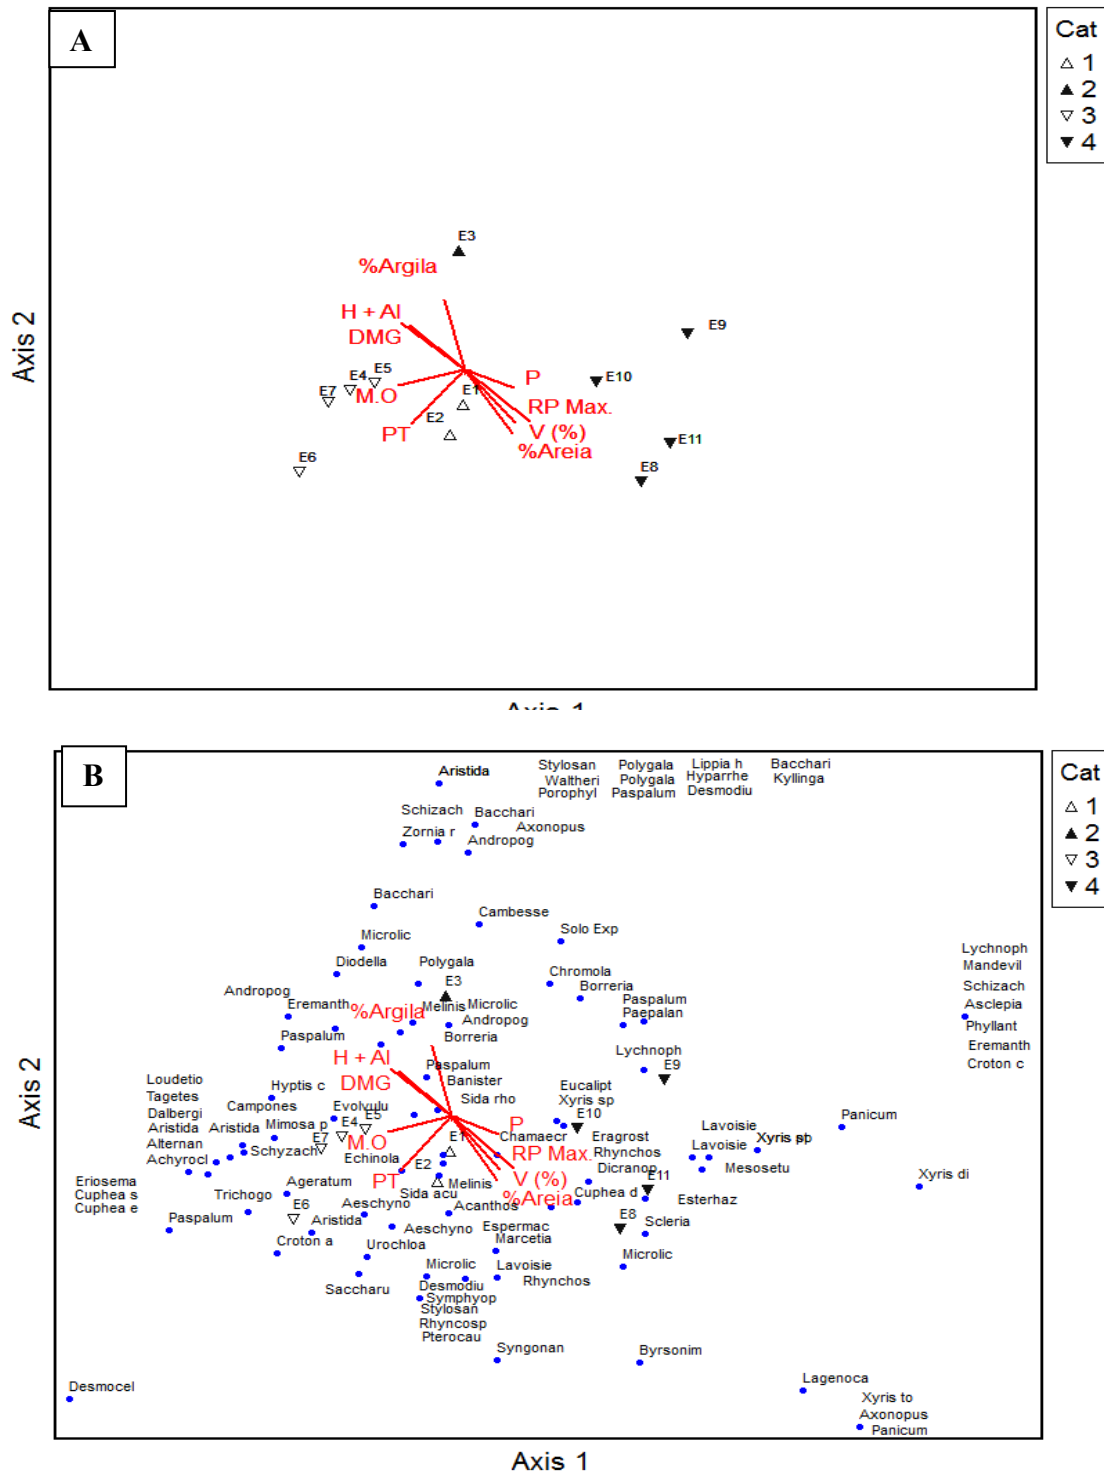 A
Cat
1
2
3
4
E3
%Argila
H + Al
DMG
E9
E5
E4
E7
M.O
P
E10
E1
RP Max.
E2
PT
V (%)
%Areia
E11
E6
E8
Axis 2
Axis 1
B
Cat
1
2
3
4
Aristida
Stylosan
Polygala
Lippia h
Bacchari
Waltheri
Polygala
Hyparrhe
Kyllinga
Porophyl
Paspalum
Desmodiu
Schizach
Bacchari
Axonopus
Zornia r
Andropog
Bacchari
Cambesse
Microlic
Solo Exp
Diodella
Polygala
E3
Chromola
Borreria
Andropog
Eremanth
%Argila
Melinis
Microlic
Andropog
Borreria
Paspalum
Paepalan
Paspalum
H + Al
DMG
Paspalum
Banister
Sida rho
Lychnoph
E9
Lychnoph
Mandevil
Schizach
Asclepia
Phyllant
Eremanth
Croton c
Loudetio
Tagetes
Dalbergi
Aristida
Alternan
Achyrocl
Hyptis c
Campones
Aristida
Mimosa p
Evolvulu
E5
E4
E7
M.O
Schyzach
Echinola
P
Eucalipt
Xyris sp
E10
E1
Chamaecr
Eragrost
RP Max.
Rhynchos
Dicranop
Lavoisie
Lavoisie
Mesosetu
Panicum
Xyris di
Eriosema
Cuphea s
Cuphea e
Trichogo
Ageratum
E6
PT
E2
Sida acu
Melinis
V (%)
%Areia
Cuphea d
E11
Esterhaz
Paspalum
Aristida
Croton a
Aeschyno
Aeschyno
Acanthos
Espermac
Marcetia
E8
Scleria
Urochloa
Saccharu
Microlic
Lavoisie
Rhynchos
Microlic
Desmodiu
Symphyop
Stylosan
Rhyncosp
Pterocau
Syngonan
Byrsonim
Desmocel
Lagenoca
Xyris to
Axonopus
Panicum
Axis 2
Axis 1